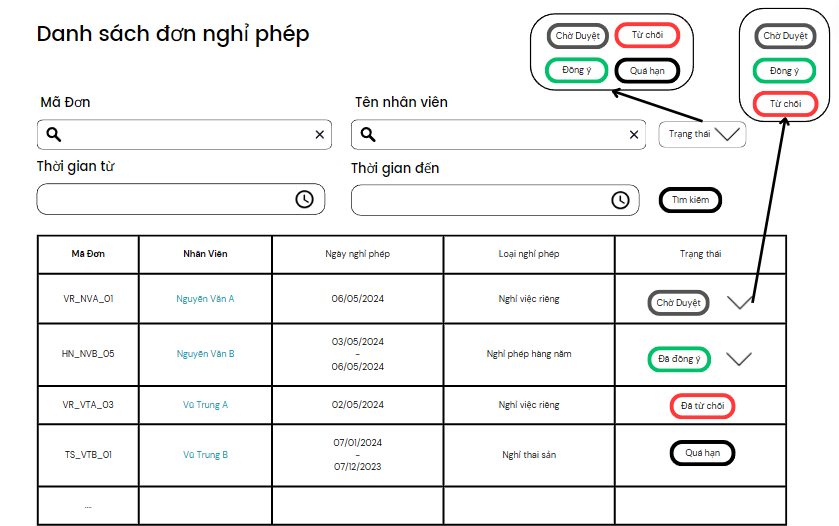 Danh sách đơn nghỉ phép
Chờ Duyệt
Từ chối
Đồng ý
Quá hạn
Chờ Duyệt
Đồng ý
Từ chối
Mã Đơn
Tên nhân viên
Trạng thái
Thời gian từ
Thời gian đến
Tìm kiếm
Mã Đơn
Nhân Viên
Ngày nghỉ phép
Loại nghỉ phép
Trạng thái
VR_NVA_01
Nguyễn Văn A
06/05/2024
Nghỉ việc riêng
Chờ Duyệt
HN_NVB_05
Nguyễn Văn B
03/05/2024
-
06/05/2024
Nghỉ phép hàng năm
Đã đồng ý
VR_VTA_03
Vũ Trung A
02/05/2024
Nghỉ việc riêng
Đã từ chối
TS_VTB_01
Vũ Trung B
07/01/2024
-
07/12/2023
Nghỉ thai sản
Quá hạn
....